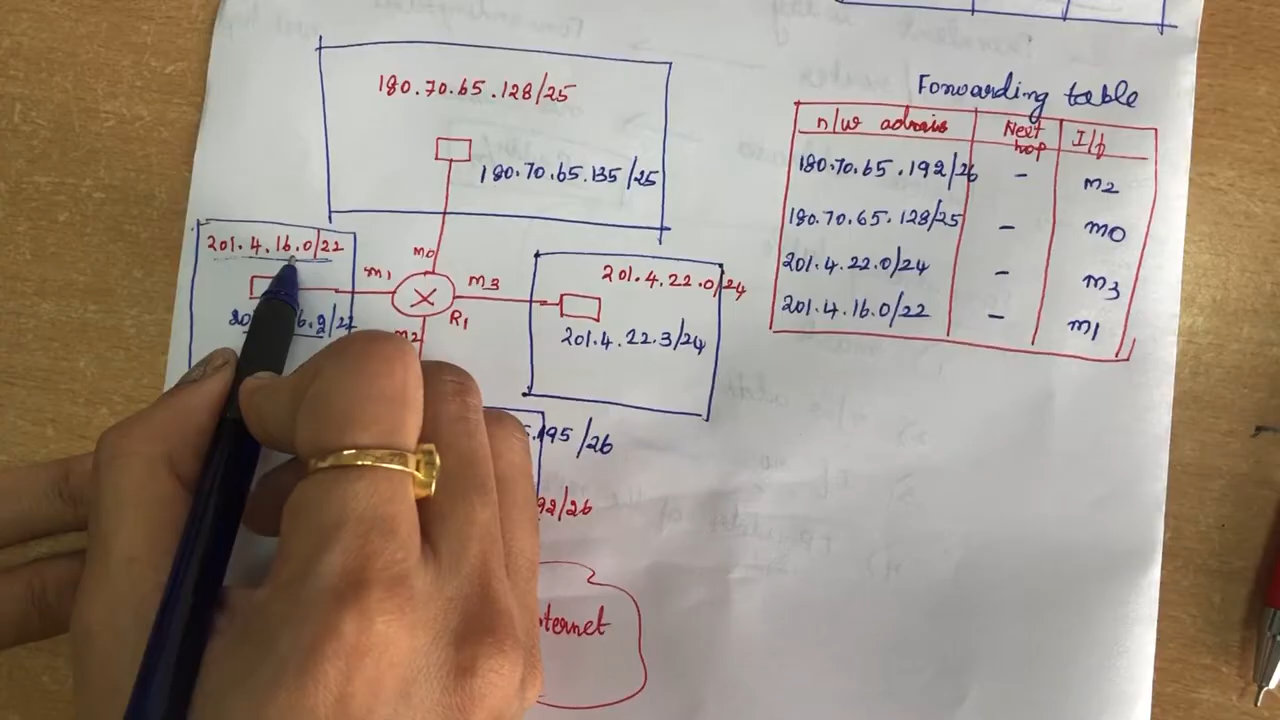 180.70.65.128/25
180.70.65.135/25
201.4.16.0/22
m0
m1
m3
R1
m2
201.4.22.0/24
201.4.22.3/24
.195/26
92/26
ternet
Forwarding table
n/w
Next hop
I/f
180.70.65.192/26 - m2
180.70.65.128/25 - m0
201.4.22.0/24 - m3
201.4.16.0/22 - m1